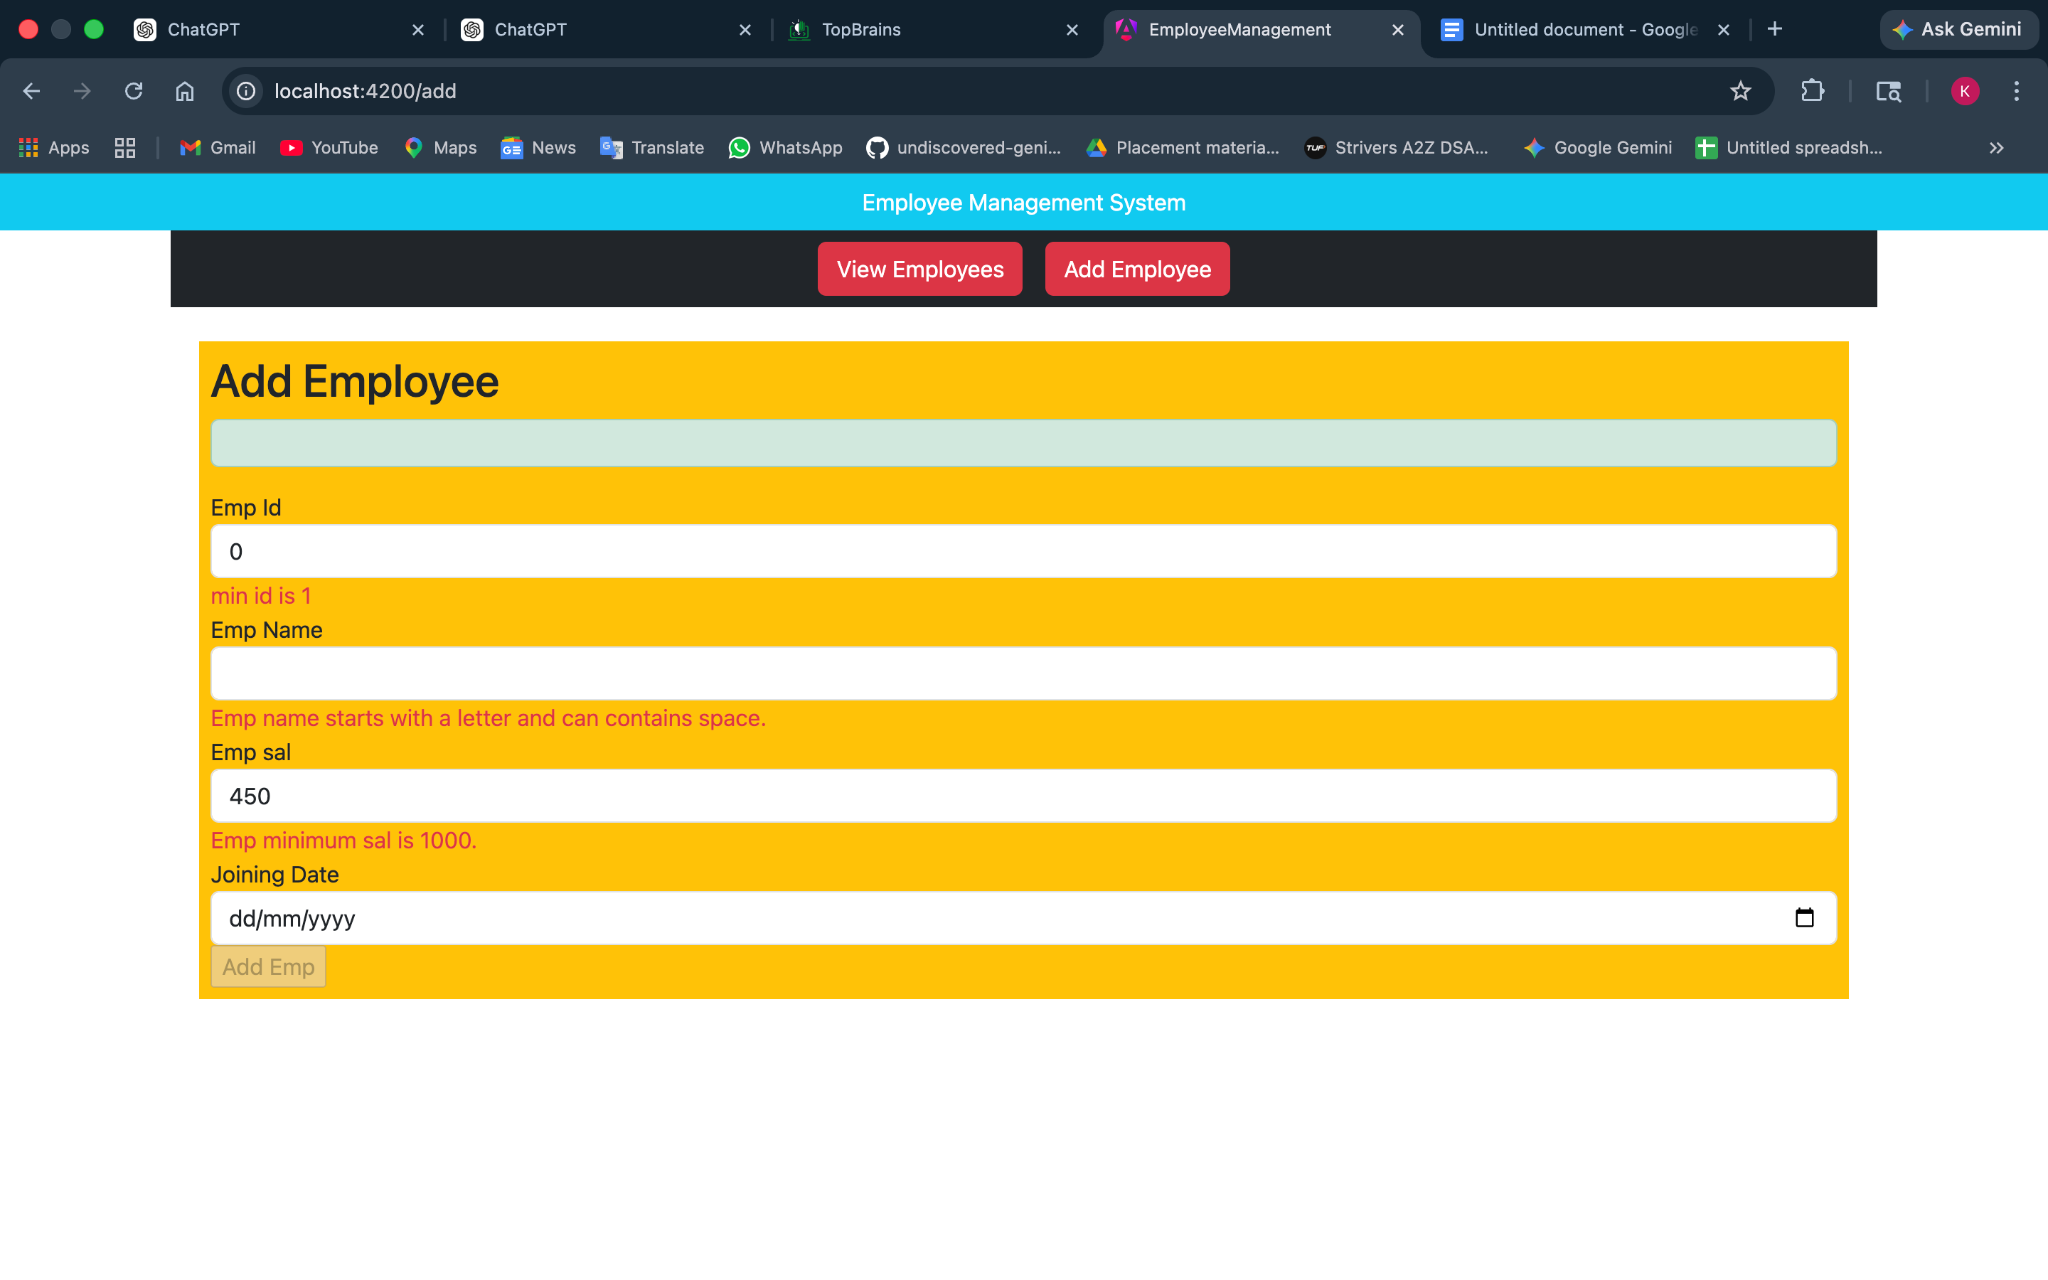 ChatGPT
ChatGPT
TopBrains
EmployeeManagement
Untitled document - Google
Ask Gemini
localhost:4200/add
K
Apps
Gmail
YouTube
Maps
News
Translate
WhatsApp
undiscovered-geni...
Placement materia...
TUF
Strivers A2Z DSA...
Google Gemini
Untitled spreadsh...
Employee Management System
View Employees
Add Employee
Add Employee
Emp Id
0
min id is 1
Emp Name
Emp name starts with a letter and can contains space.
Emp sal
450
Emp minimum sal is 1000.
Joining Date
dd/mm/yyyy
Add Emp